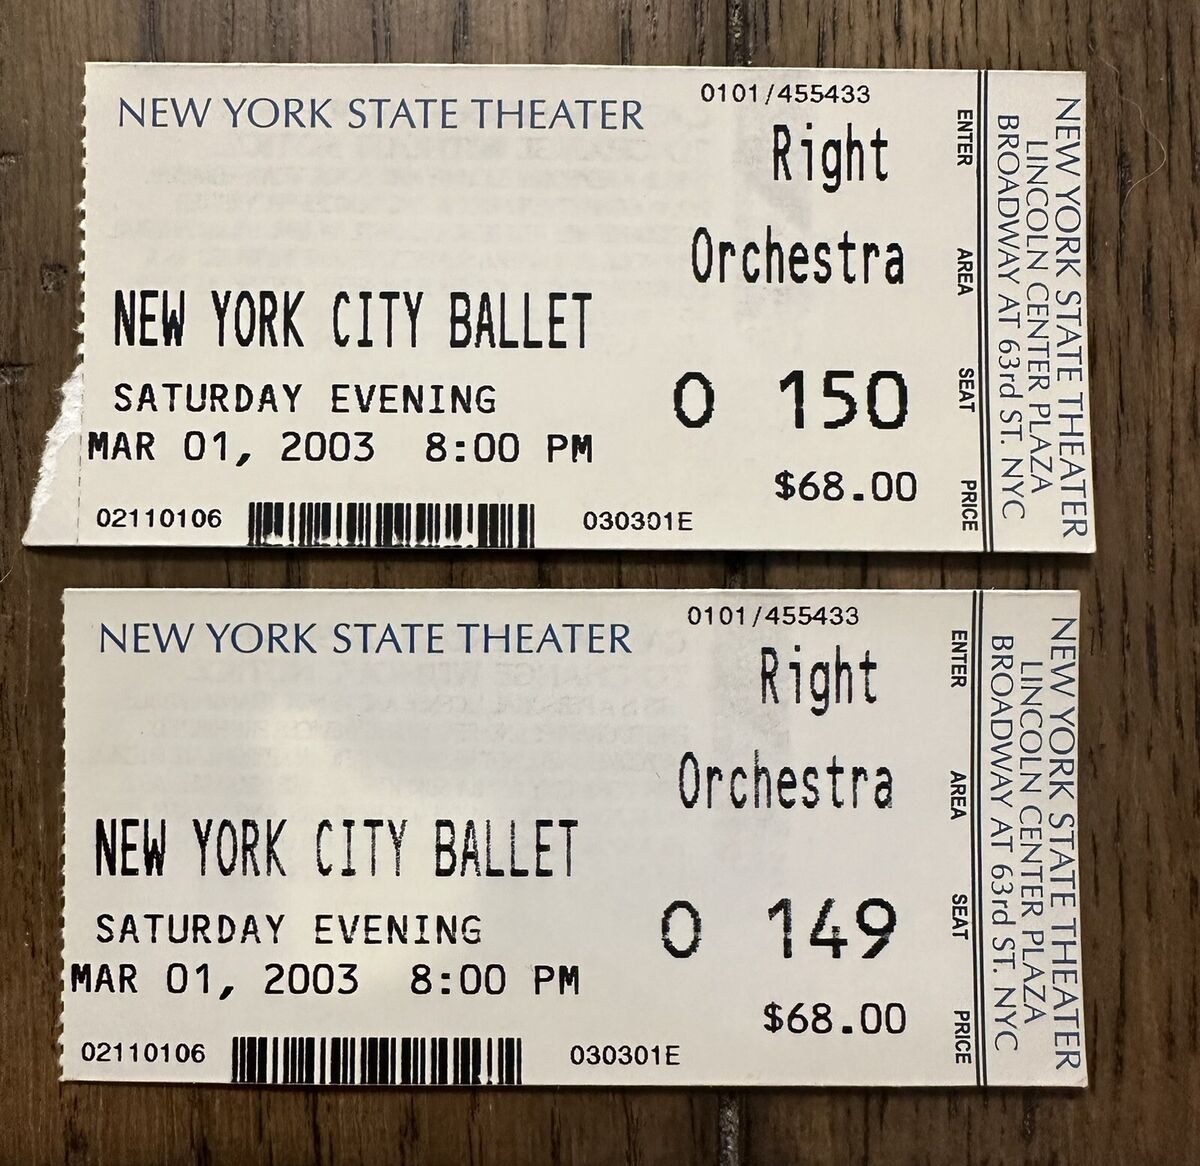 NEW YORK STATE THEATER
0101/455433
Right
Orchestra
NEW YORK CITY BALLET
SATURDAY EVENING
O 150
MAR 01, 2003 8:00 PM
$68.00
02110106
030301E
ENTER
AREA
SEAT
PRICE
NEW YORK STATE THEATER
LINCOLN CENTER PLAZA
BROADWAY AT 63rd ST. NYC
NEW YORK STATE THEATER
0101/455433
Right
Orchestra
NEW YORK CITY BALLET
SATURDAY EVENING
O 149
MAR 01, 2003 8:00 PM
$68.00
02110106
030301E
ENTER
AREA
SEAT
PRICE
NEW YORK STATE THEATER
LINCOLN CENTER PLAZA
BROADWAY AT 63rd ST. NYC